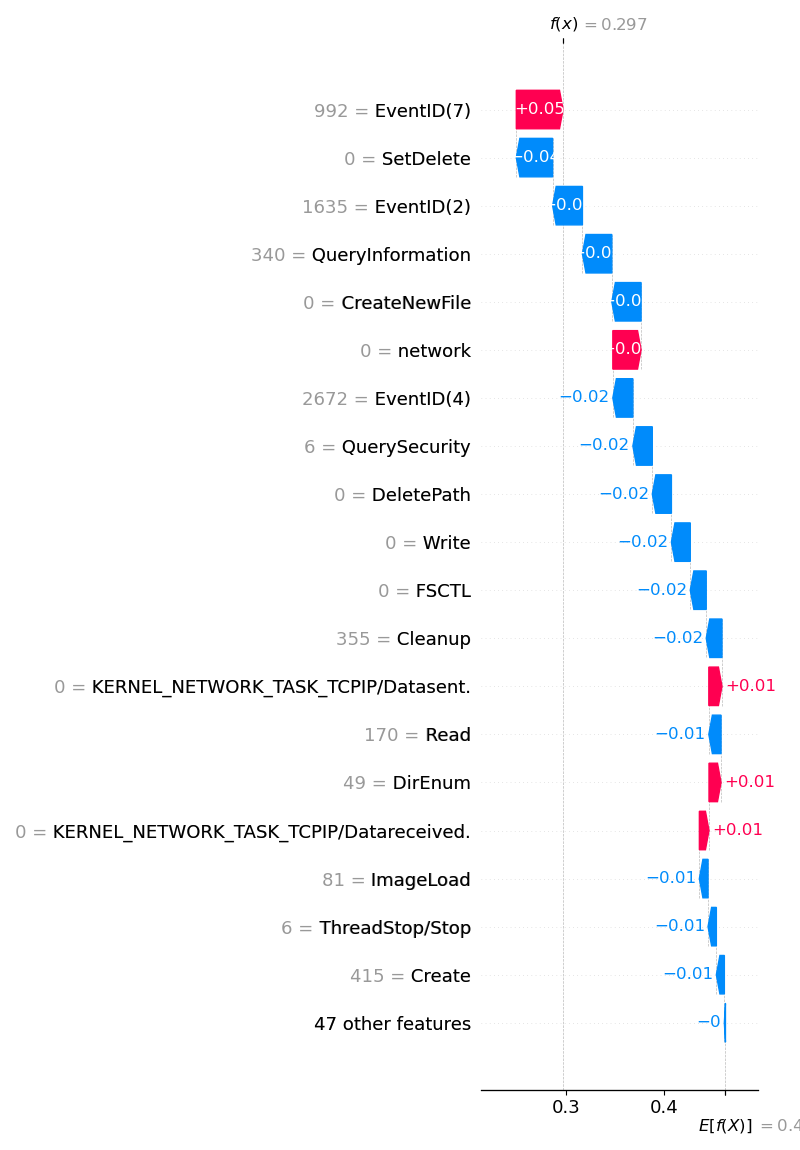 f(x) = 0.297
992 = EventID(7)
+0.05
0 = SetDelete
−0.04
1635 = EventID(2)
340 = QueryInformation
0 = CreateNewFile
0 = network
2672 = EventID(4)
−0.02
6 = QuerySecurity
−0.02
0 = DeletePath
−0.02
0 = Write
−0.02
0 = FSCTL
−0.02
355 = Cleanup
−0.02
0 = KERNEL_NETWORK_TASK_TCPIP/Datasent.
+0.01
170 = Read
−0.01
49 = DirEnum
+0.01
0 = KERNEL_NETWORK_TASK_TCPIP/Datareceived.
+0.01
81 = ImageLoad
−0.01
6 = ThreadStop/Stop
−0.01
415 = Create
−0.01
47 other features
−0
0.3 0.4
E[f(X)] = 0.4